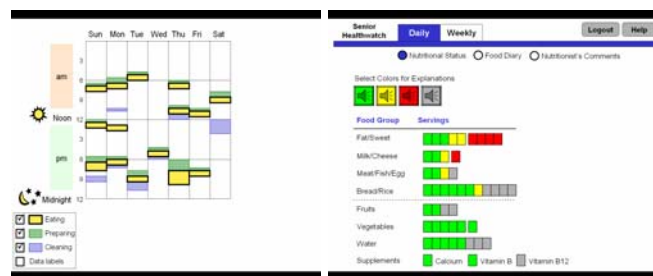 Sun Mon Tue Wed Thu Fri Sat
3
am 6
9
Noon 12
3
pm 6
9
Midnight 12
Eating
Preparing
Cleaning
Data labels
Senior Healthwatch Daily Weekly Logout Help
Nutritional Status Food Diary Nutritionist's Comments
Select Colors for Explanations
Food Group Servings
Fat/Sweet
Milk/Cheese
Meat/Fish/Egg
Bread/Rice
Fruits
Vegetables
Water
Supplements Calcium Vitamin B Vitamin B12